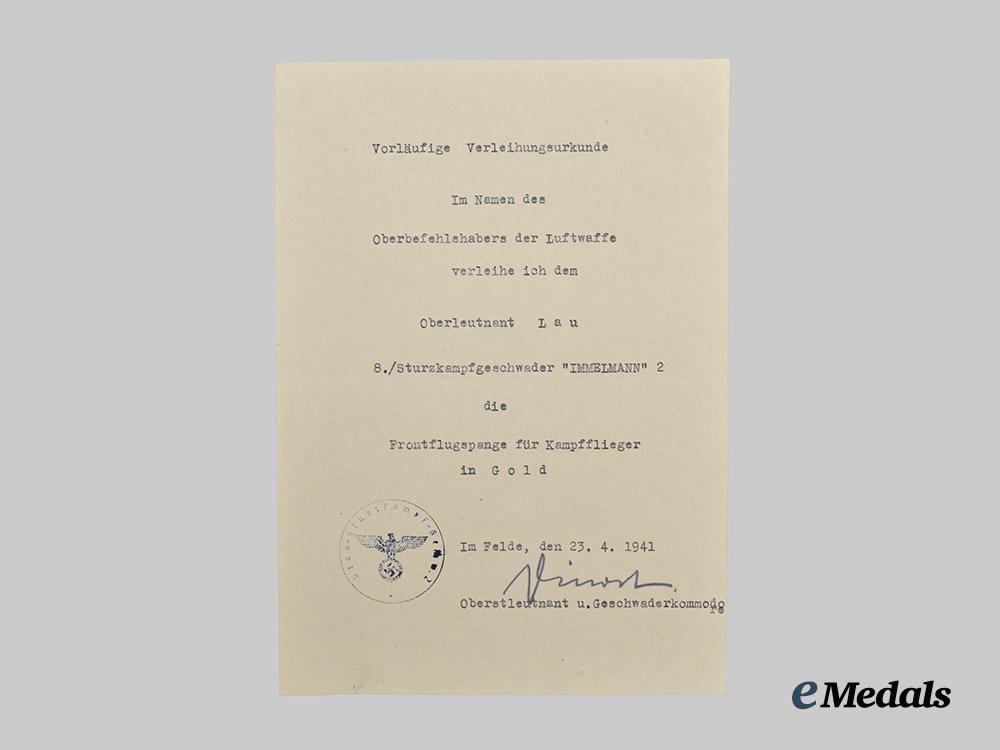 Vorläufige Verleihungsurkunde
Im Namen des
Oberbefehlshabers der Luftwaffe
verleihe ich dem
Oberleutnant L a u
8./Sturzkampfgeschwader "IMMELMANN" 2
die
Frontflugspange für Kampfflieger
in G o l d
Im Felde, den 23. 4. 1941
Oberstleutnant u.Geschwaderkommodo
re
eMedals